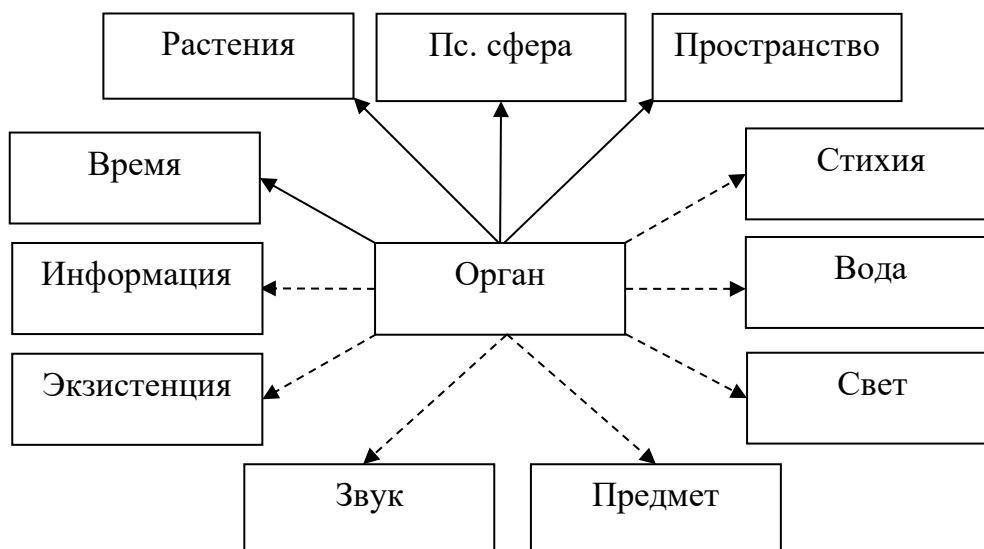 Растения
Пс. сфера
Пространство
Время
Стихия
Информация
Орган
Вода
Экзистенция
Свет
Звук
Предмет